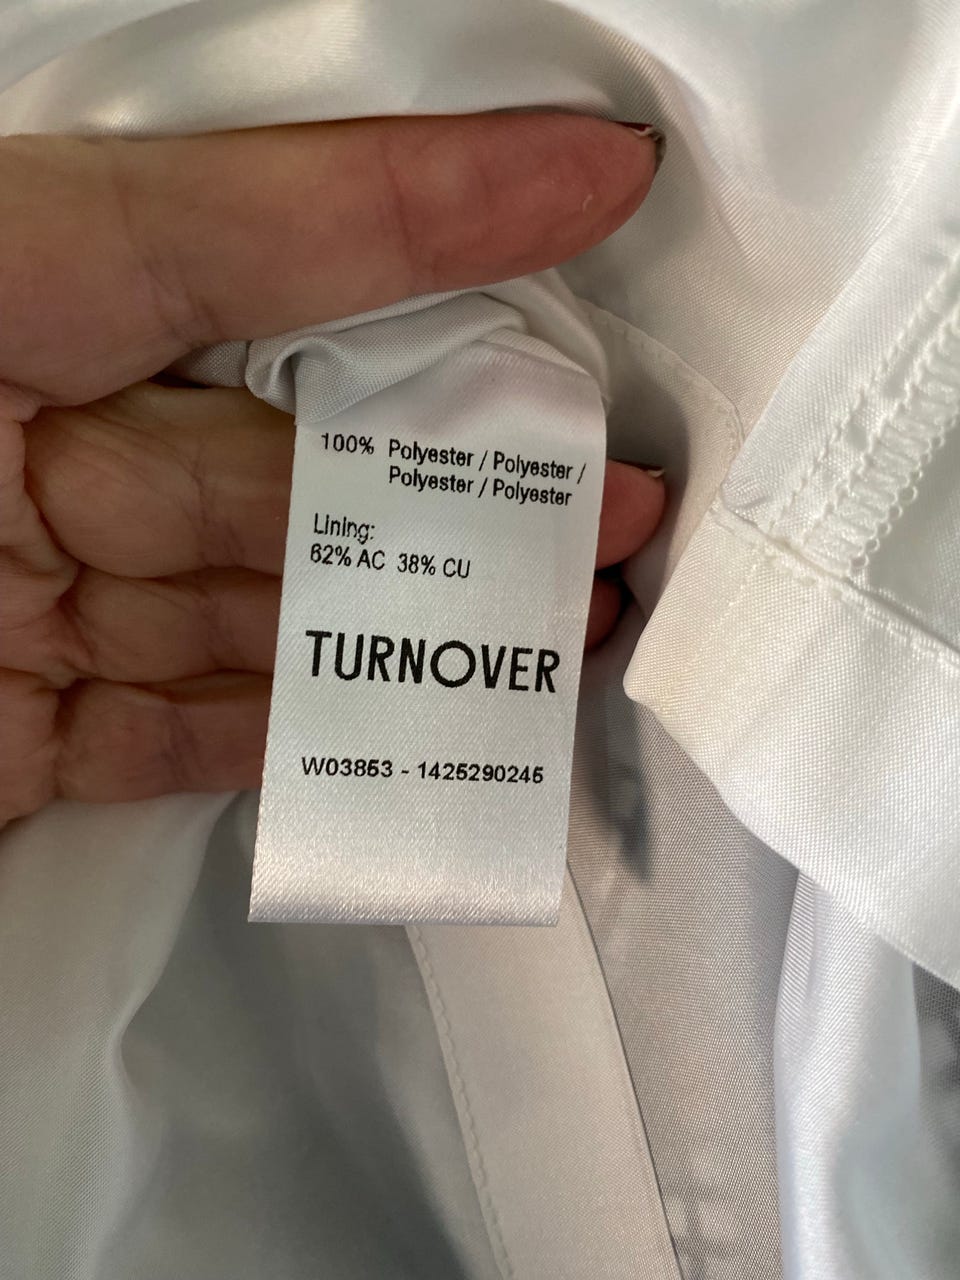 100% Polyester / Polyester /
Polyester / Polyester
Lining:
62% AC 38% CU
TURNOVER
W03853 - 1425290245